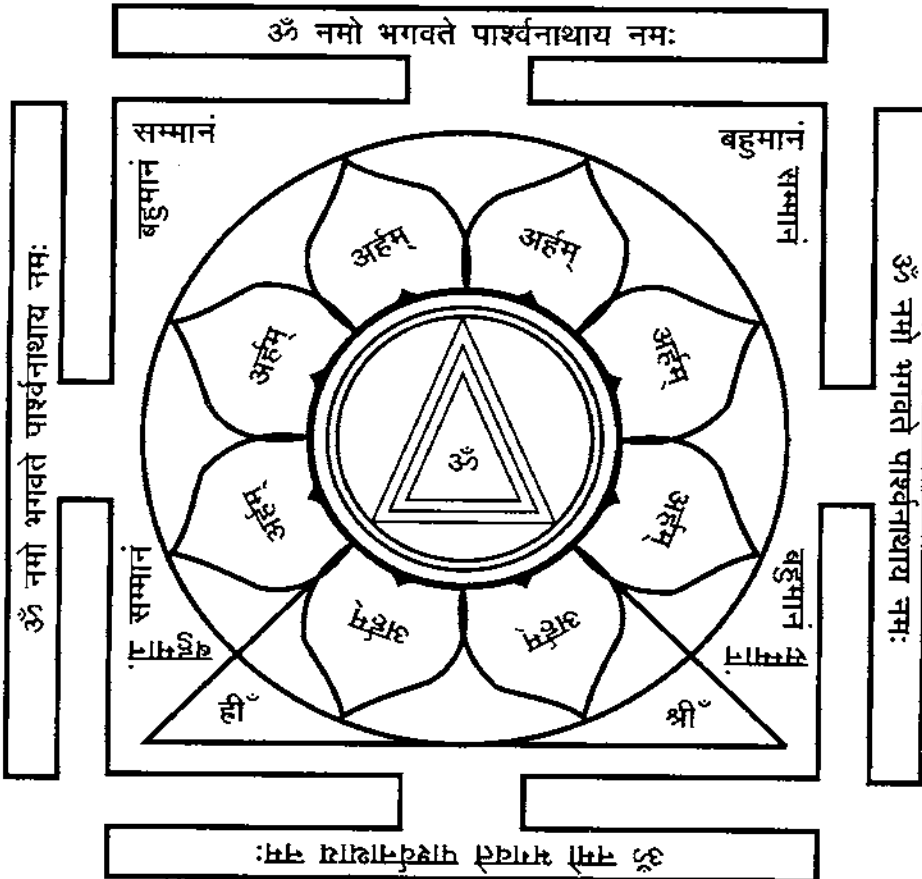 ॐ नमो भगवते पार्श्वनाथाय नमः
सम्मानं
बहुमानं
बहुमानं
सम्मानं
ॐ नमो भगवते पार्श्वनाथाय नमः
ॐ नमो भगवते पार्श्वनाथाय नमः
अर्हम्
अर्हम्
अर्हम्
अर्हम्
अर्हम्
अर्हम्
अर्हम्
अर्हम्
ॐ
सम्मानं
बहुमानं
बहुमानं
सम्मानं
ह्रीँ
श्रीँ
ॐ नमो भगवते पार्श्वनाथाय नमः